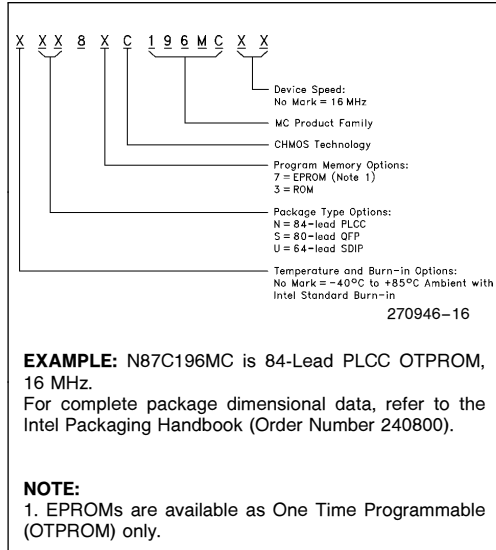 X X X 8 X C 1 9 6 M C X X
Device Speed:
No Mark = 16 MHz
MC Product Family
CHMOS Technology
Program Memory Options:
7 = EPROM (Note 1)
3 = ROM
Package Type Options:
N = 84-lead PLCC
S = 80-lead QFP
U = 64-lead SDIP
Temperature and Burn-in Options:
No Mark = -40°C to +85°C Ambient with
Intel Standard Burn-in
270946-16
EXAMPLE: N87C196MC is 84-Lead PLCC OTPROM,
16 MHz.
For complete package dimensional data, refer to the
Intel Packaging Handbook (Order Number 240800).
NOTE:
1. EPROMs are available as One Time Programmable
(OTPROM) only.